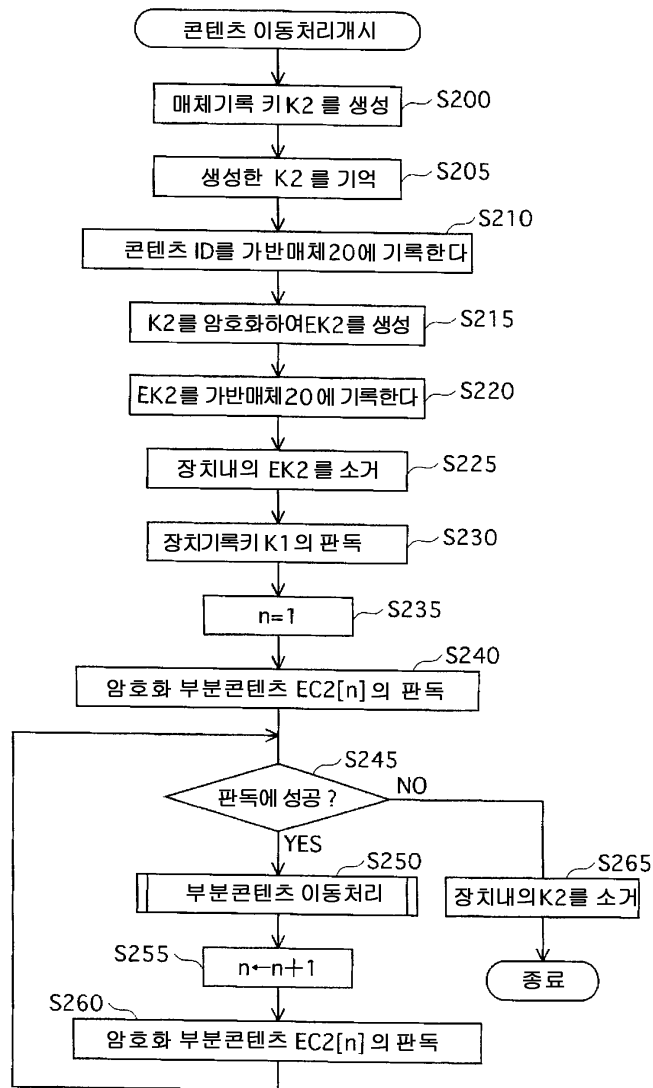 콘텐츠 이동처리개시
매체기록 키 K2 를 생성
S200
생성한 K2 를 기억
S205
S210
콘텐츠 ID를 가반매체20에 기록한다
K2를 암호화하여EK2를 생성
S215
EK2를 가반매체20에 기록한다
S220
장치내의 EK2 를 소거
S225
장치기록키 K1의 판독
S230
n=1
S235
S240
암호화 부분콘텐츠 EC2[n]의 판독
S245
판독에 성공?
NO
YES
S250
부분콘텐츠 이동처리
S265
장치내의K2를 소거
S255
n←n+1
종료
S260
암호화 부분콘텐츠 EC2[n]의 판독